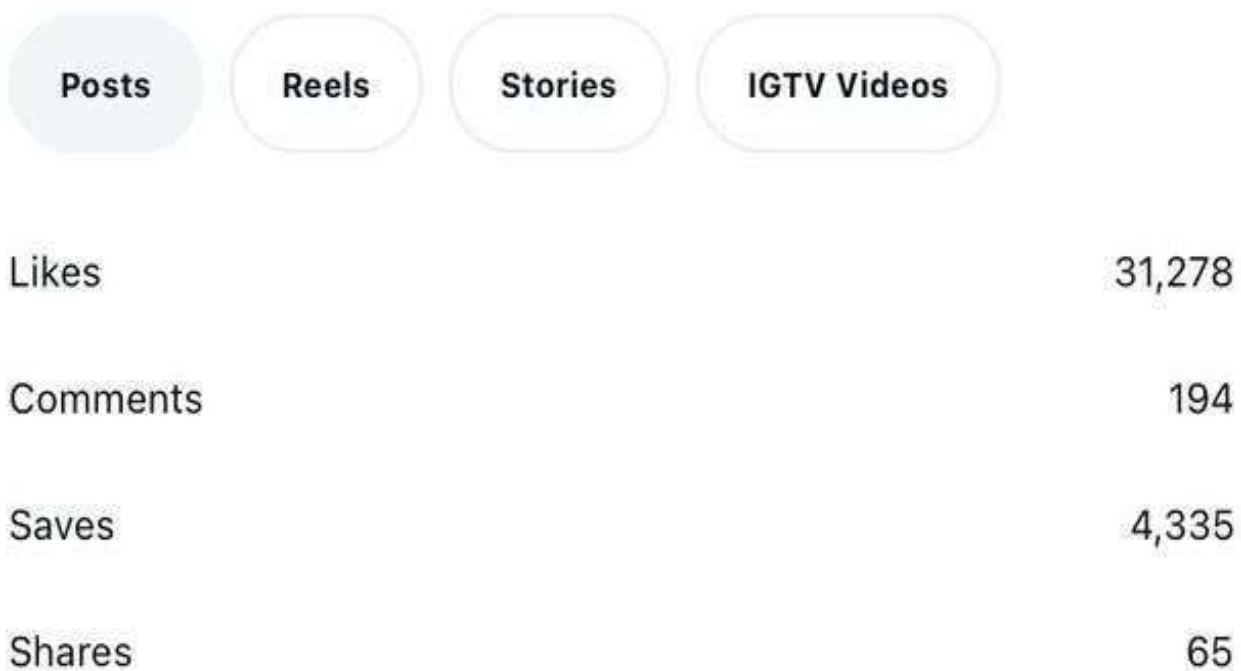 Posts Reels Stories IGTV Videos
Likes 31,278
Comments 194
Saves 4,335
Shares 65